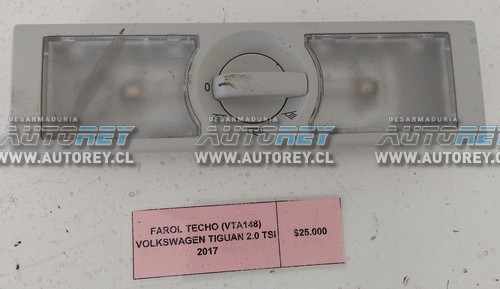 0
DESARMADURIA DESARMADURIA DESARMADURIA
AUTOREY AUTOREY AUTOREY
WWW.AUTOREY.CL WWW.AUTOREY.CL WWW.AUTOREY.CL
FAROL TECHO (VTA148)
VOLKSWAGEN TIGUAN 2.0 TSI
2017
$25.000